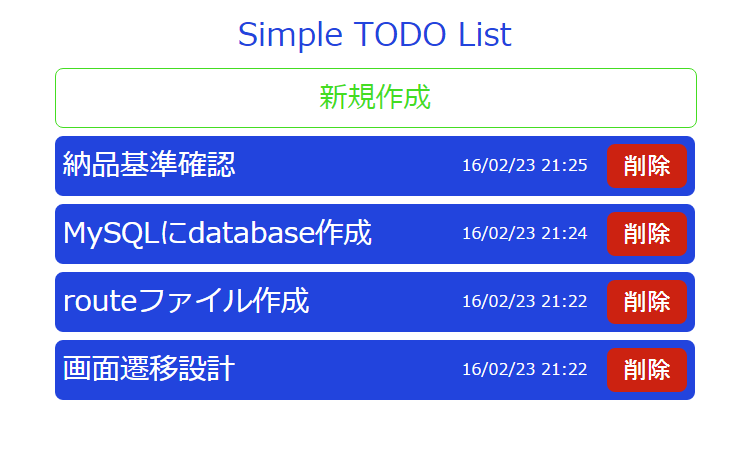 Simple TODO List
新規作成
納品基準確認 16/02/23 21:25 削除
MySQLにdatabase作成 16/02/23 21:24 削除
routeファイル作成 16/02/23 21:22 削除
画面遷移設計 16/02/23 21:22 削除